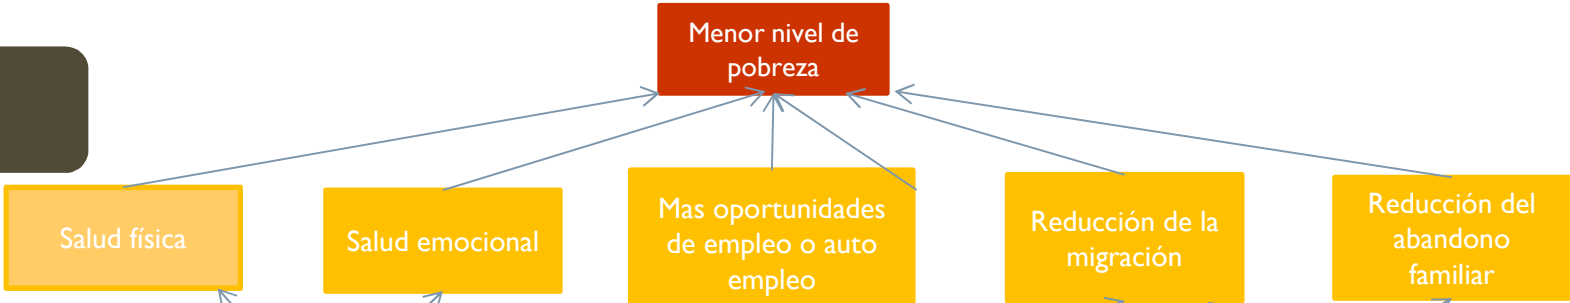 Menor nivel de
pobreza
Salud física
Salud emocional
Mas oportunidades
de empleo o auto
empleo
Reducción de la
migración
Reducción del
abandono
familiar